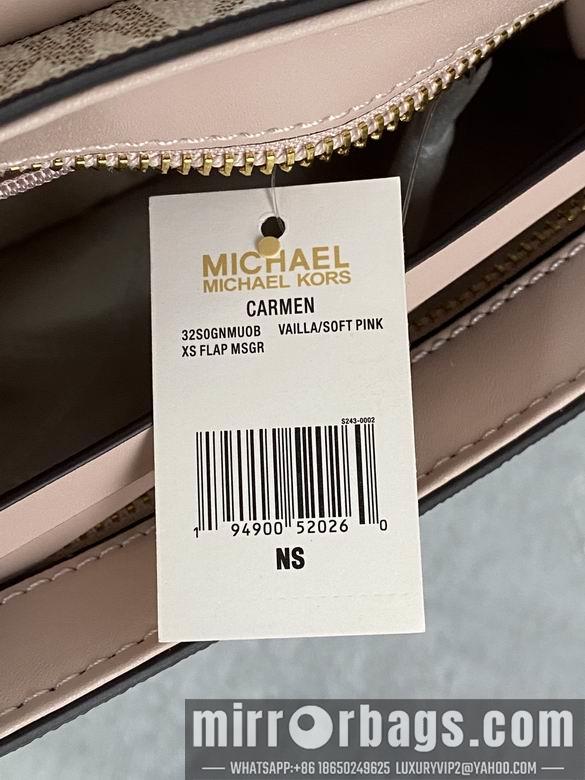 MICHAEL
MICHAEL KORS
CARMEN
32S0GNMU0B VAILLA/SOFT PINK
XS FLAP MSGR
S243-0002
1 94900 52026 0
NS
mirrorbags.com
WHATSAPP:+86 18650249625 LUXURYVIP2@YAHOO.COM